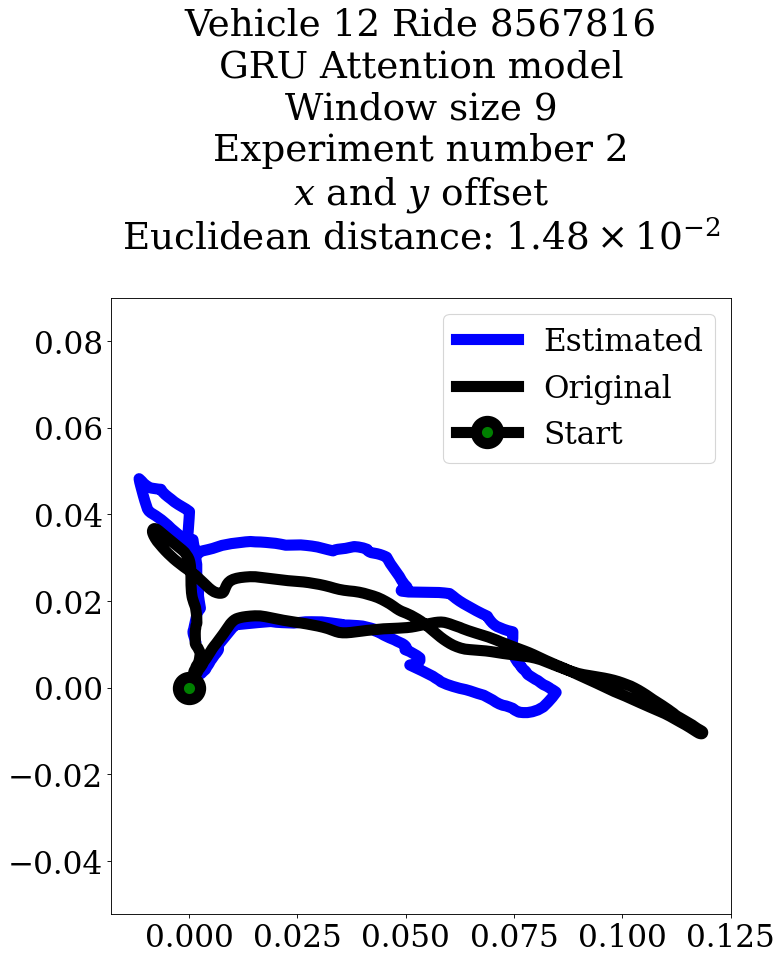 Vehicle 12 Ride 8567816
GRU Attention model
Window size 9
Experiment number 2
x and y offset
Euclidean distance: 1.48 × 10⁻²
Estimated
Original
Start
0.08
0.06
0.04
0.02
0.00
−0.02
−0.04
0.000 0.025 0.050 0.075 0.100 0.125